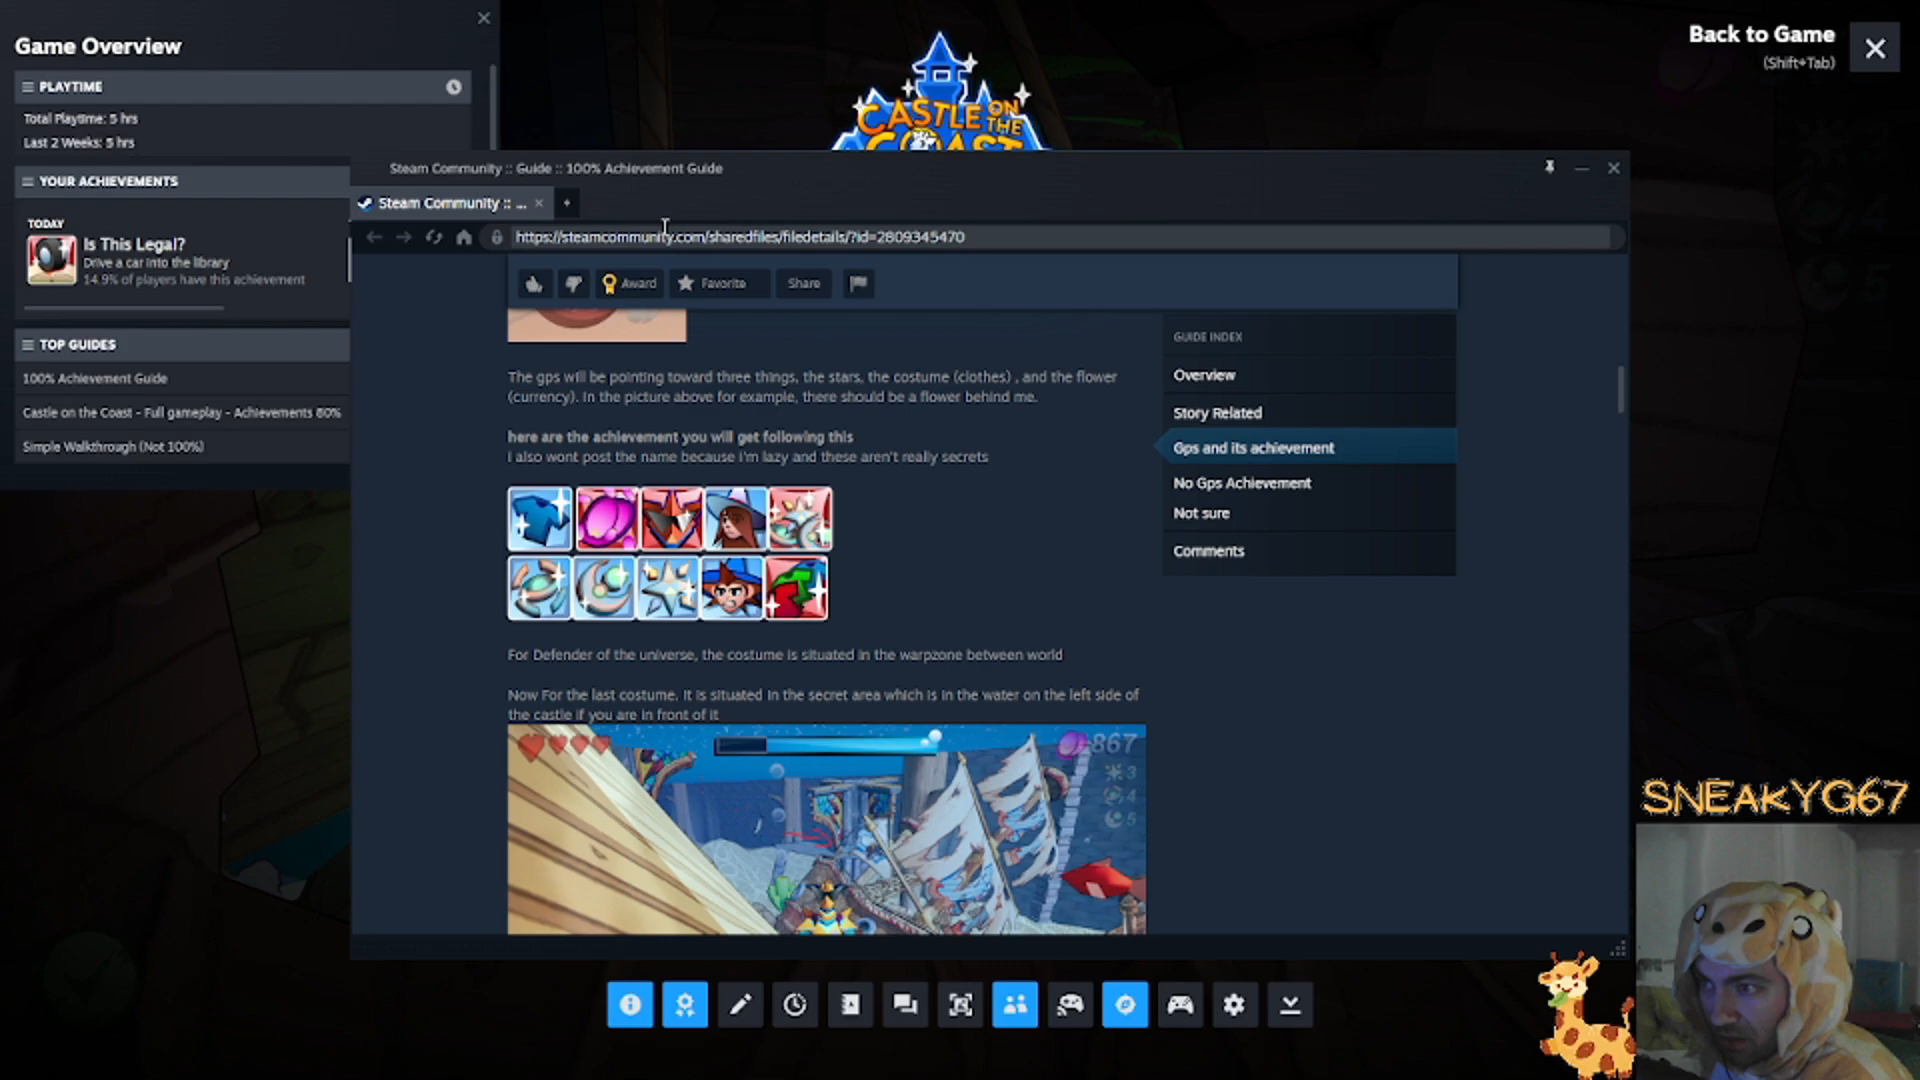 Game Overview
PLAYTIME
Total Playtime: 5 hrs
Last 2 Weeks: 5 hrs
YOUR ACHIEVEMENTS
TODAY
Is This Legal?
Drive a car into the library
14.9% of players have this achievement
TOP GUIDES
100% Achievement Guide
Castle on the Coast - Full gameplay - Achievements 80%
Simple Walkthrough (Not 100%)
CASTLE ON THE COAST
Back to Game
(Shift+Tab)
Steam Community :: Guide :: 100% Achievement Guide
Steam Community :: ...
https://steamcommunity.com/sharedfiles/filedetails/?id=2809345470
Award
Favorite
Share
The gps will be pointing toward three things, the stars, the costume (clothes) , and the flower
(currency). In the picture above for example, there should be a flower behind me.
here are the achievement you will get following this
I also wont post the name because i'm lazy and these aren't really secrets
For Defender of the universe, the costume is situated in the warpzone between world
Now For the last costume. It is situated in the secret area which is in the water on the left side of
the castle if you are in front of it
867
3
4
5
GUIDE INDEX
Overview
Story Related
Gps and its achievement
No Gps Achievement
Not sure
Comments
5
SNEAKYG67